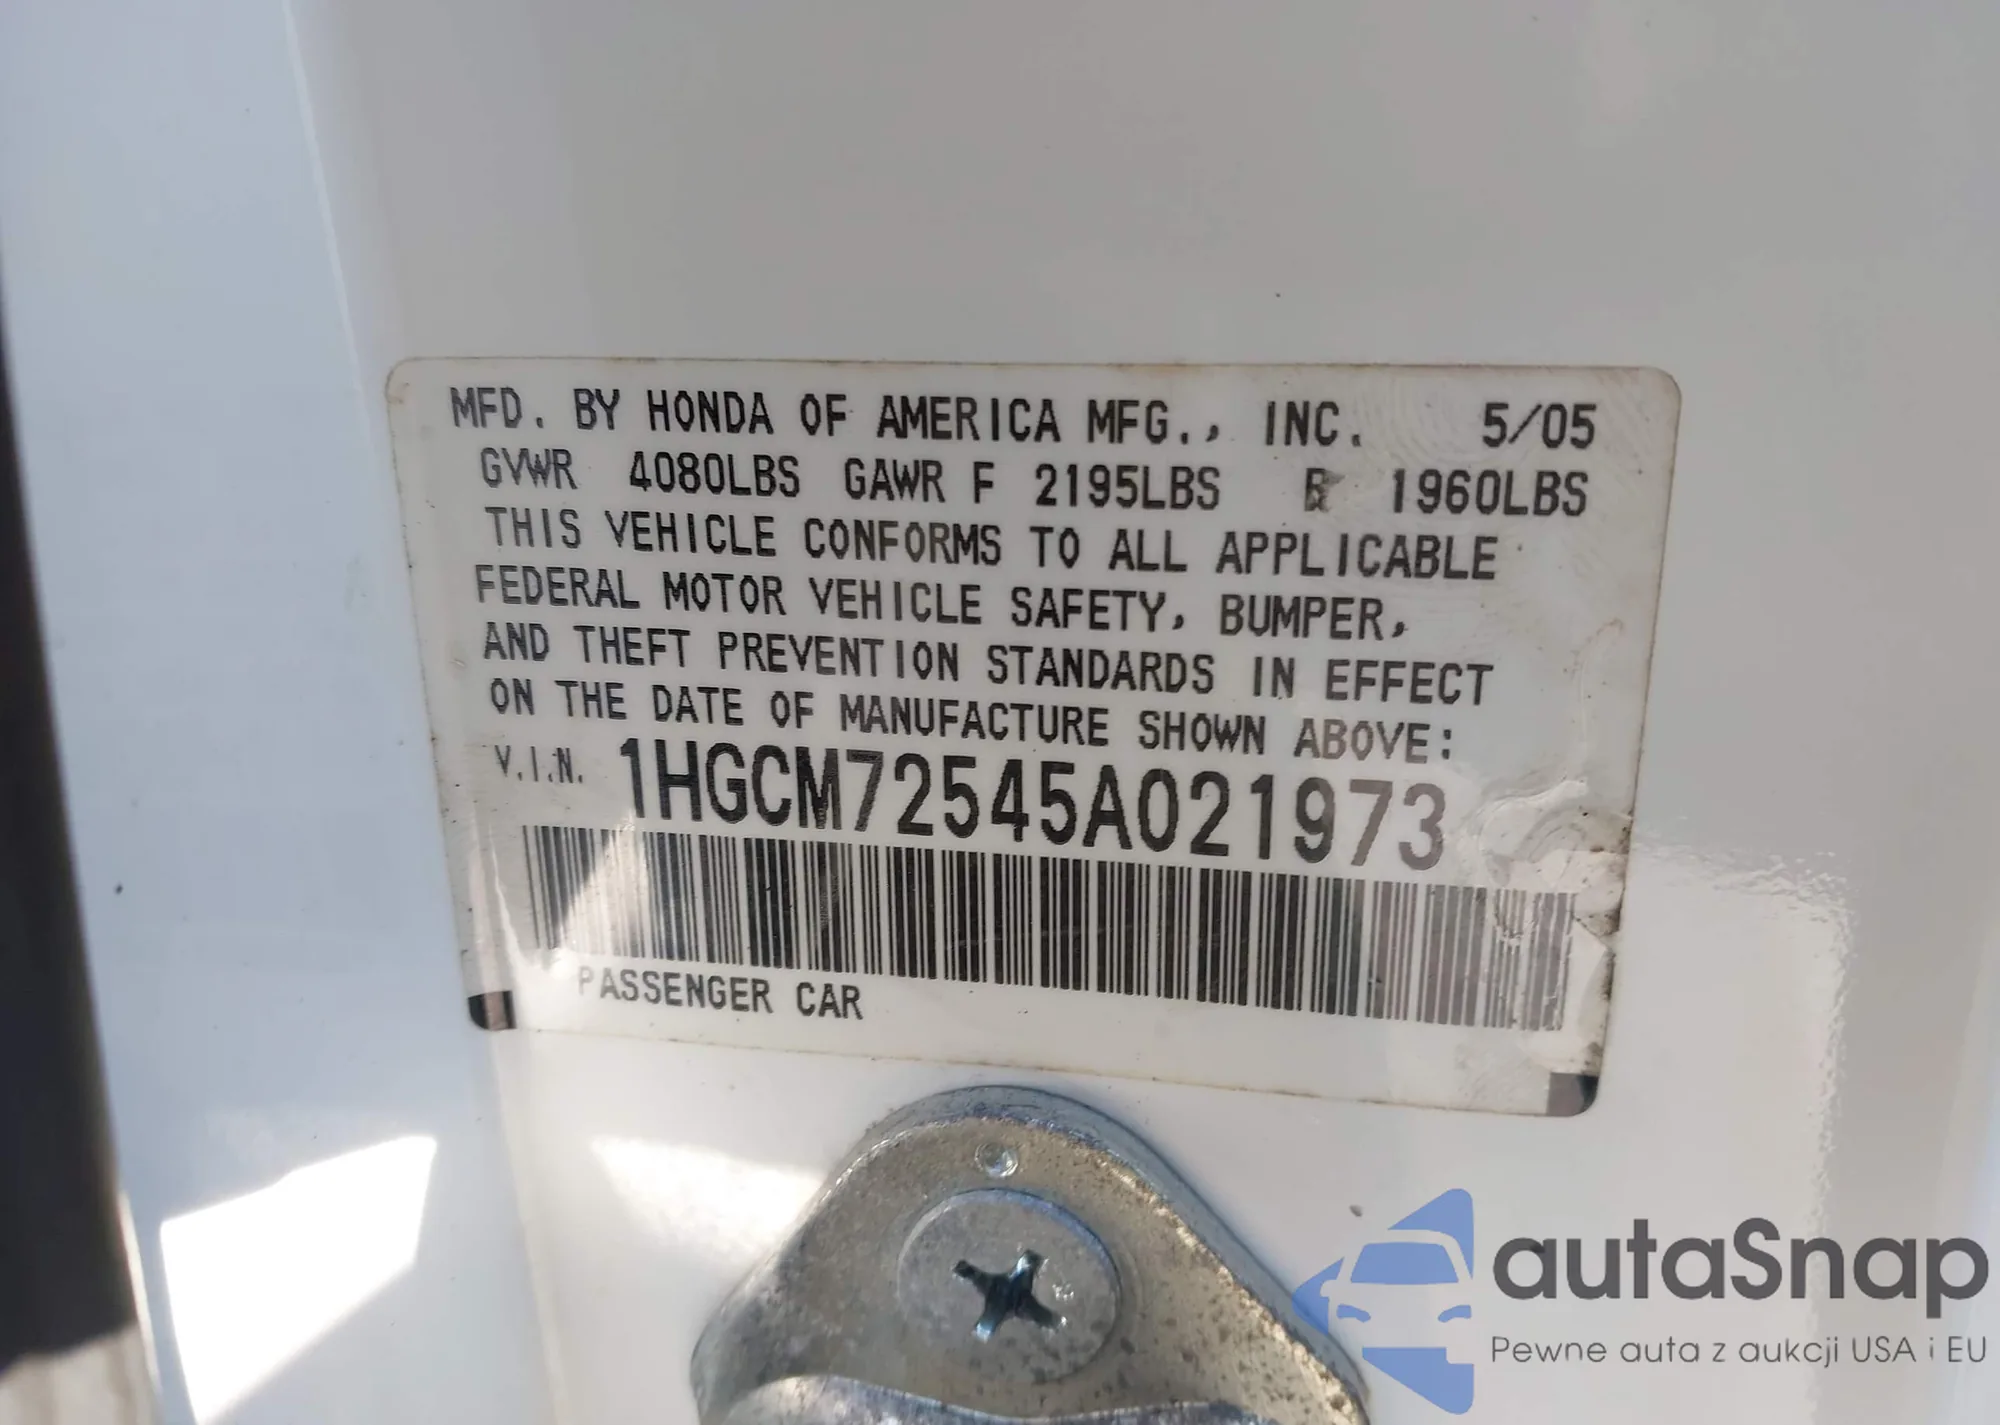 MFD. BY HONDA OF AMERICA MFG., INC. 5/05
GVWR 4080LBS GAWR F 2195LBS R 1960LBS
THIS VEHICLE CONFORMS TO ALL APPLICABLE
FEDERAL MOTOR VEHICLE SAFETY, BUMPER,
AND THEFT PREVENTION STANDARDS IN EFFECT
ON THE DATE OF MANUFACTURE SHOWN ABOVE:
V.I.N. 1HGCM72545A021973
PASSENGER CAR
autaSnap
Pewne auta z aukcji USA i EU